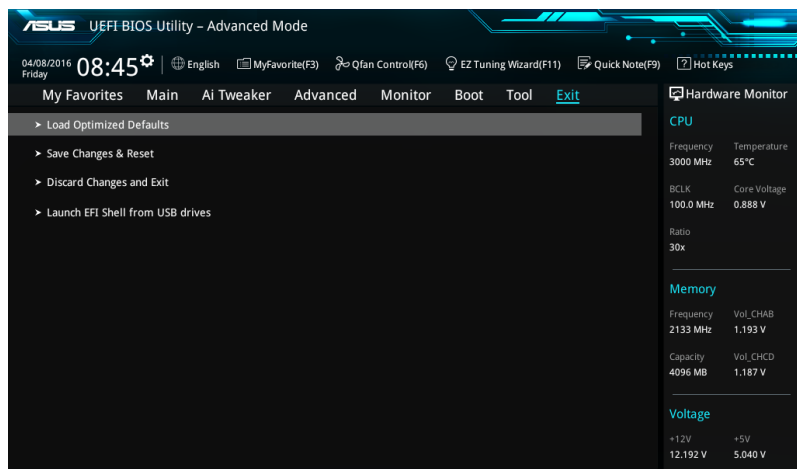 ASUS UEFI BIOS Utility – Advanced Mode
04/08/2016 Friday 08:45 English MyFavorite(F3) Qfan Control(F6) EZ Tuning Wizard(F11) Quick Note(F9) ? Hot Keys
My Favorites Main Ai Tweaker Advanced Monitor Boot Tool Exit
Load Optimized Defaults
Save Changes & Reset
Discard Changes and Exit
Launch EFI Shell from USB drives
Hardware Monitor
CPU
Frequency Temperature
3000 MHz 65°C
BCLK Core Voltage
100.0 MHz 0.888 V
Ratio
30x
Memory
Frequency Vol_CHAB
2133 MHz 1.193 V
Capacity Vol_CHCD
4096 MB 1.187 V
Voltage
+12V +5V
12.192 V 5.040 V